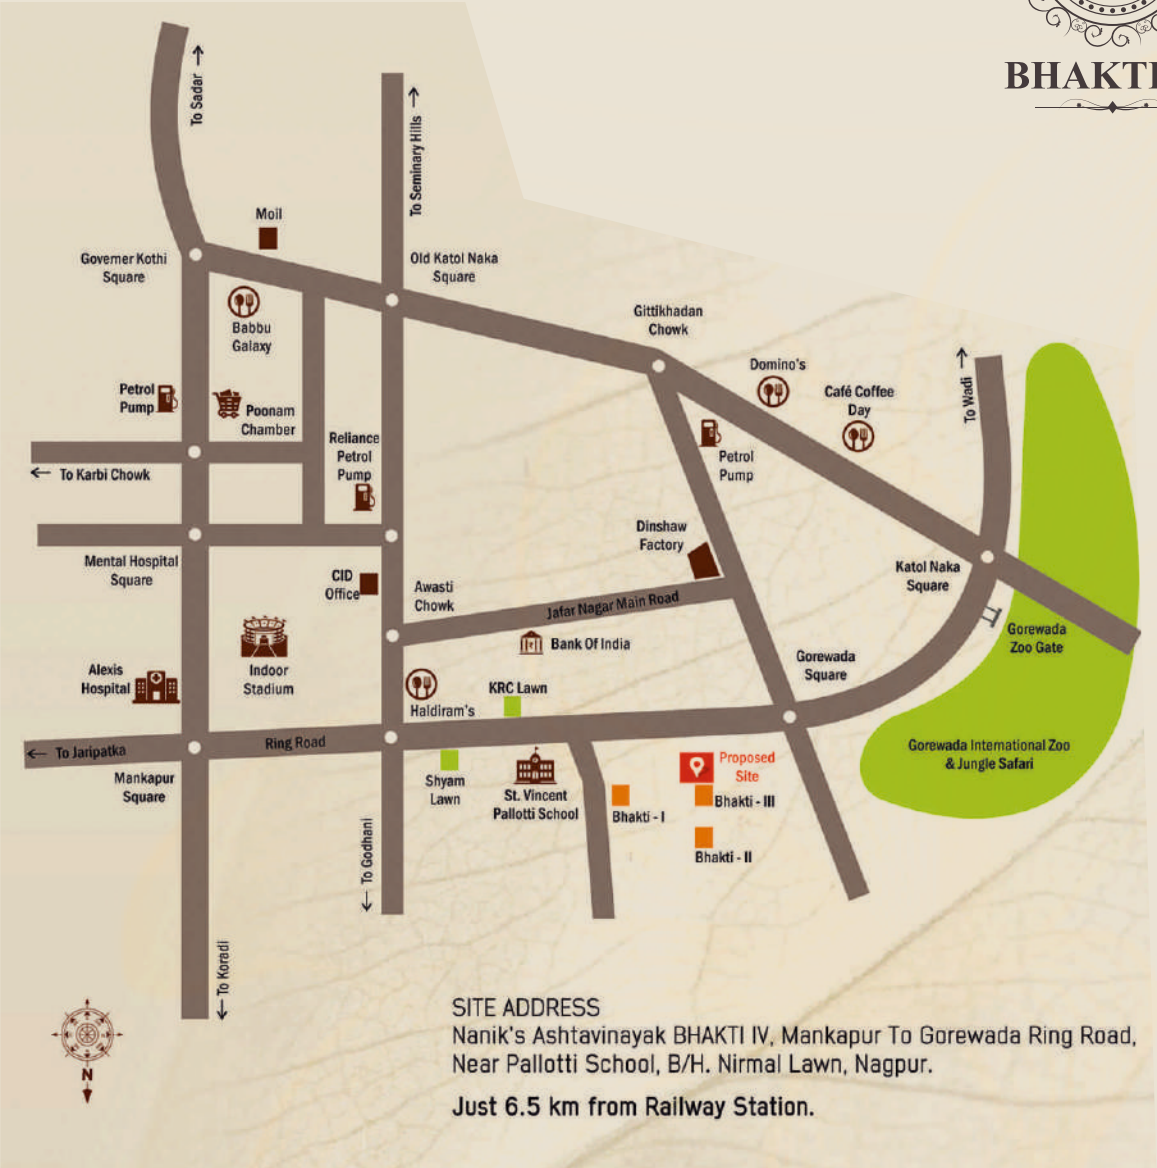 BHAKTI
To Sadar
To Seminary Hills
Moil
Governer Kothi
Square
Old Katol Naka
Square
Babbu
Galaxy
Gittikhadan
Chowk
Domino's
Café Coffee
Day
To Wadi
Petrol
Pump
Poonam
Chamber
Reliance
Petrol
Pump
Petrol
Pump
To Karbi Chowk
Dinshaw
Factory
Mental Hospital
Square
CID
Office
Awasti
Chowk
Katol Naka
Square
Jafar Nagar Main Road
Bank Of India
Gorewada
Zoo Gate
Alexis
Hospital
Indoor
Stadium
Gorewada
Square
KRC Lawn
Haldiram's
To Jaripatka
Ring Road
Gorewada International Zoo
& Jungle Safari
Mankapur
Square
Shyam
Lawn
St. Vincent
Pallotti School
Proposed
Site
Bhakti - I
Bhakti - III
Bhakti - II
To Godhani
To Koradi
N
SITE ADDRESS
Nanik's Ashtavinayak BHAKTI IV, Mankapur To Gorewada Ring Road,
Near Pallotti School, B/H. Nirmal Lawn, Nagpur.
Just 6.5 km from Railway Station.